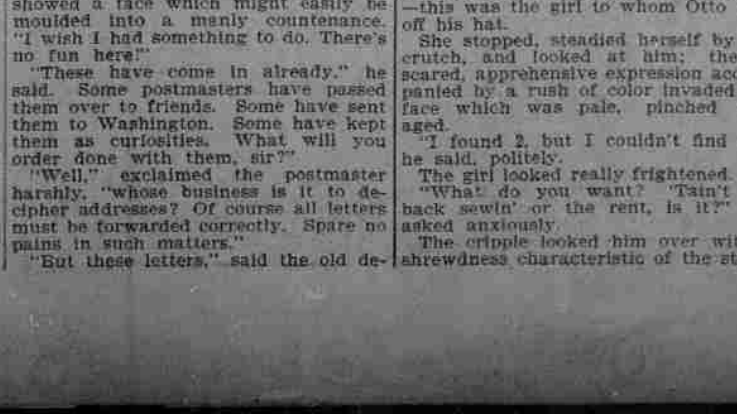 showed a face which might easily be
moulded into a manly countenance.
"I wish I had something to do. There's
no fun here!"
"These have come in already," he
said. Some postmasters have passed
them over to friends. Some have sent
them to Washington. Some have kept
them as curiosities. What will you
order done with them, sir?"
"Well," exclaimed the postmaster
harshly, "whose business is it to de-
cipher addresses? Of course all letters
must be forwarded correctly. Spare no
pains in such matters."
"But these letters," said the old de-
—this was the girl to whom Otto
off his hat.
She stopped, steadied herself by
crutch, and looked at him; the
scared, apprehensive expression acc
panied by a rush of color invaded
face which was pale, pinched
aged.
"I found 2, but I couldn't find
he said, politely.
The girl looked really frightened.
"What do you want? 'Tain't
back sewin' or the rent, is it?"
asked anxiously.
The cripple looked him over wit
shrewdness characteristic of the st